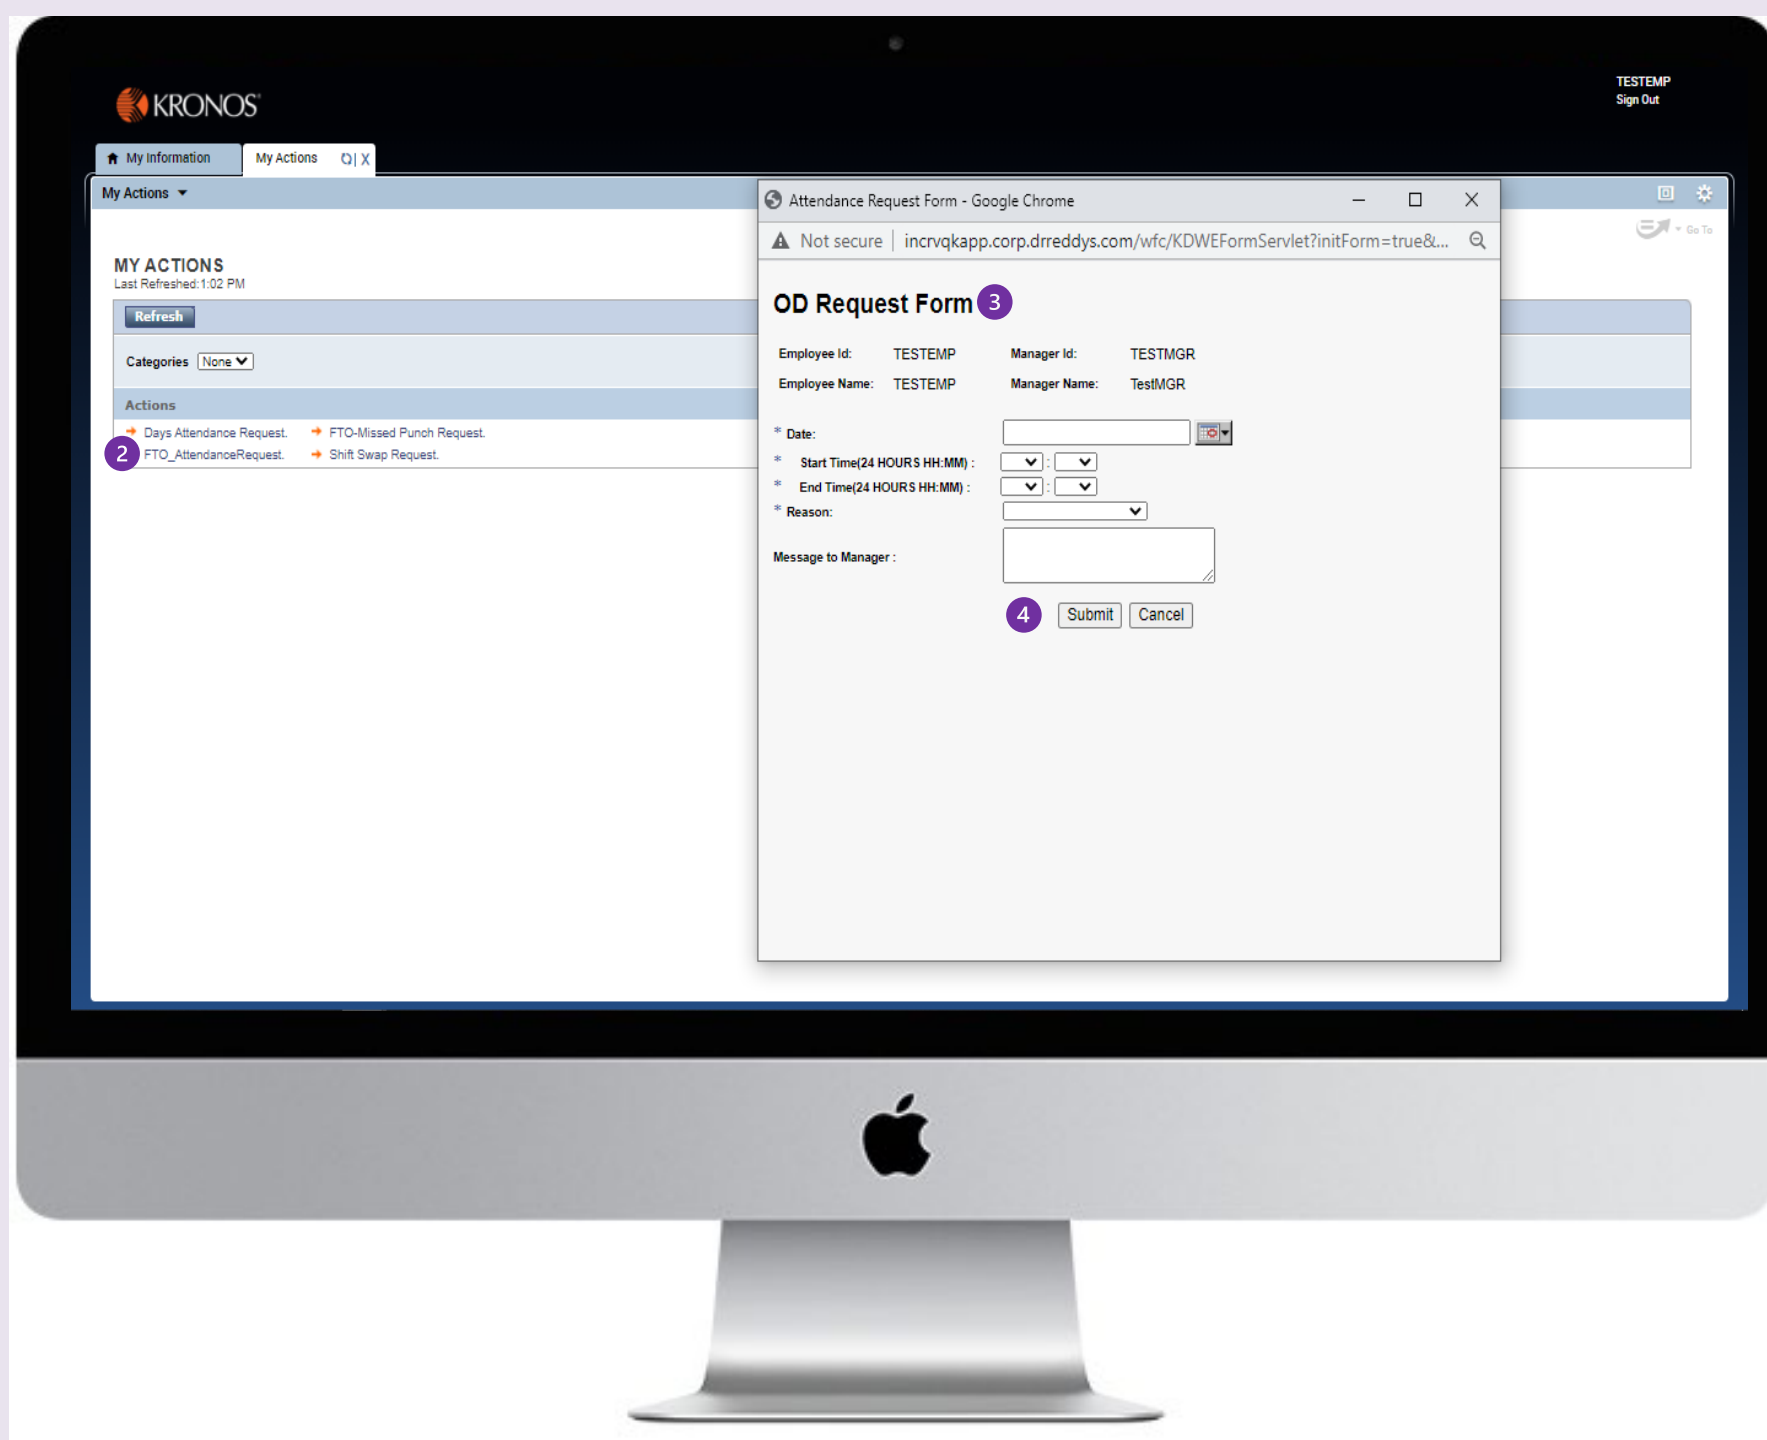 KRONOS
TESTEMP
Sign Out
My Information
My Actions
X
My Actions
Go To
MY ACTIONS
Last Refreshed:1:02 PM
Refresh
Categories None
Actions
Days Attendance Request. FTO-Missed Punch Request.
2 FTO_AttendanceRequest. Shift Swap Request.
Attendance Request Form - Google Chrome
Not secure | incrvqkapp.corp.drreddys.com/wfc/KDWEFormServlet?initForm=true&...
OD Request Form 3
Employee Id: TESTEMP Manager Id: TESTMGR
Employee Name: TESTEMP Manager Name: TestMGR
* Date:
* Start Time(24 HOURS HH:MM) : :
* End Time(24 HOURS HH:MM) : :
* Reason:
Message to Manager :
4 Submit Cancel